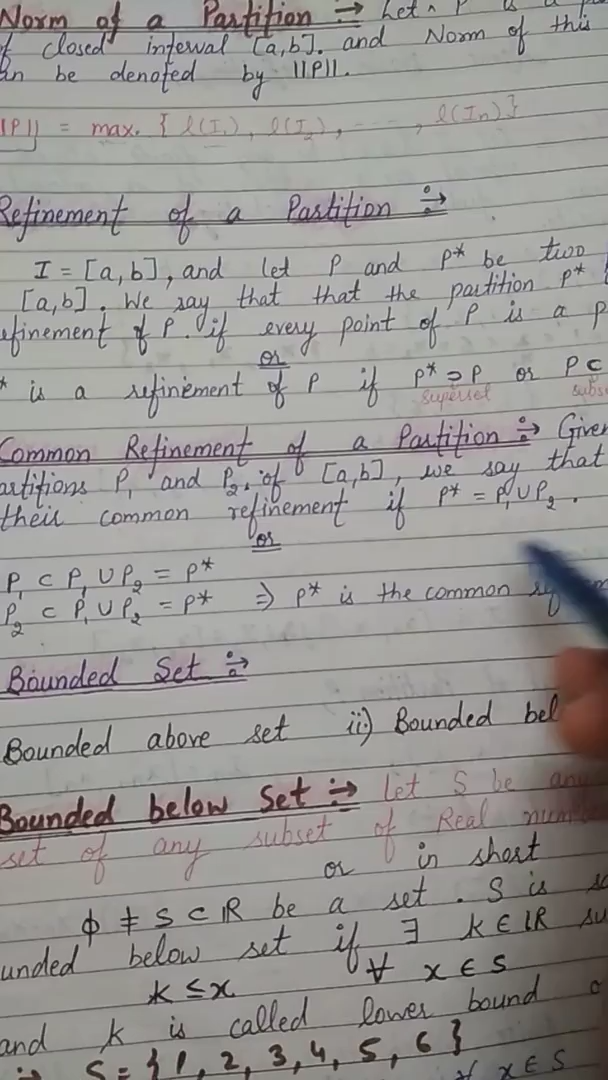 Norm of a Partition :→ Let P is a
closed interval [a,b]. and Norm of this
be denoted by ||P||.
||P|| = max. { l(I₁), l(I₂), ----, l(Iₙ)}
Refinement of a Partition :→
I = [a,b], and let P and P* be two
[a,b]. We say that that the partition P*
efinement of P. if every point of P is a p
or
* is a refinement of P if P* ⊃ P or P ⊂
superset subs
Common Refinement of a Partition :→ Given
artitions P₁ and P₂ of [a,b], we say that
their common refinement if P* = P₁∪P₂.
or
P₁ ⊂ P₁ ∪ P₂ = P*
P₂ ⊂ P₁ ∪ P₂ = P* ⇒ P* is the common
Bounded Set :→
Bounded above set ii) Bounded bel
Bounded below Set :→ Let S be any
set of any subset of Real num
or in short
ϕ ≠ S ⊂ ℝ be a set. S is
unded below set if ∃ k ∈ ℝ su
k ≤ x ∀ x ∈ S
and k is called lower bound o
S = {1, 2, 3, 4, 5, 6}
x ∈ S